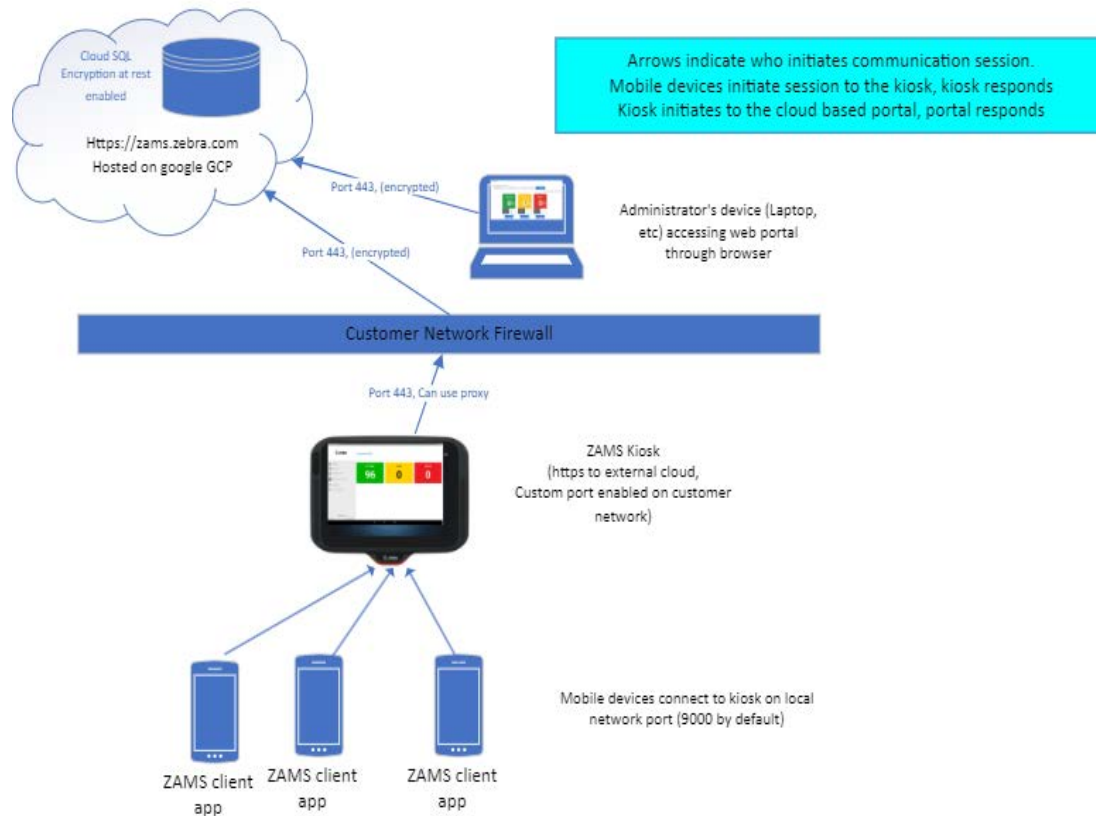 Cloud SQL
Encryption at rest
enabled
Https://zams.zebra.com
Hosted on google GCP
Arrows indicate who initiates communication session.
Mobile devices initiate session to the kiosk, kiosk responds
Kiosk initiates to the cloud based portal, portal responds
Port 443, (encrypted)
Administrator's device (Laptop,
etc) accessing web portal
through browser
Port 443, (encrypted)
Customer Network Firewall
Port 443, Can use proxy
96
0
0
ZAMS Kiosk
(https to external cloud,
Custom port enabled on customer
network)
Mobile devices connect to kiosk on local
network port (9000 by default)
ZAMS client
app
ZAMS client
app
ZAMS client
app